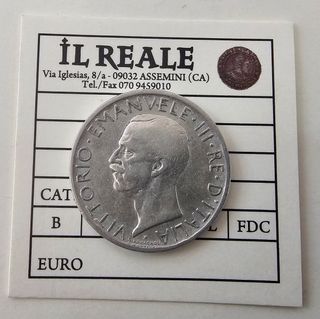 İL REALE
Via Iglesias, 8/a - 09032 ASSEMINI (CA)
Tel./Fax 070 9459010
VITTORIO·EMANVELE·III·RE·D'ITALIA
CAT
B
L
FDC
EURO